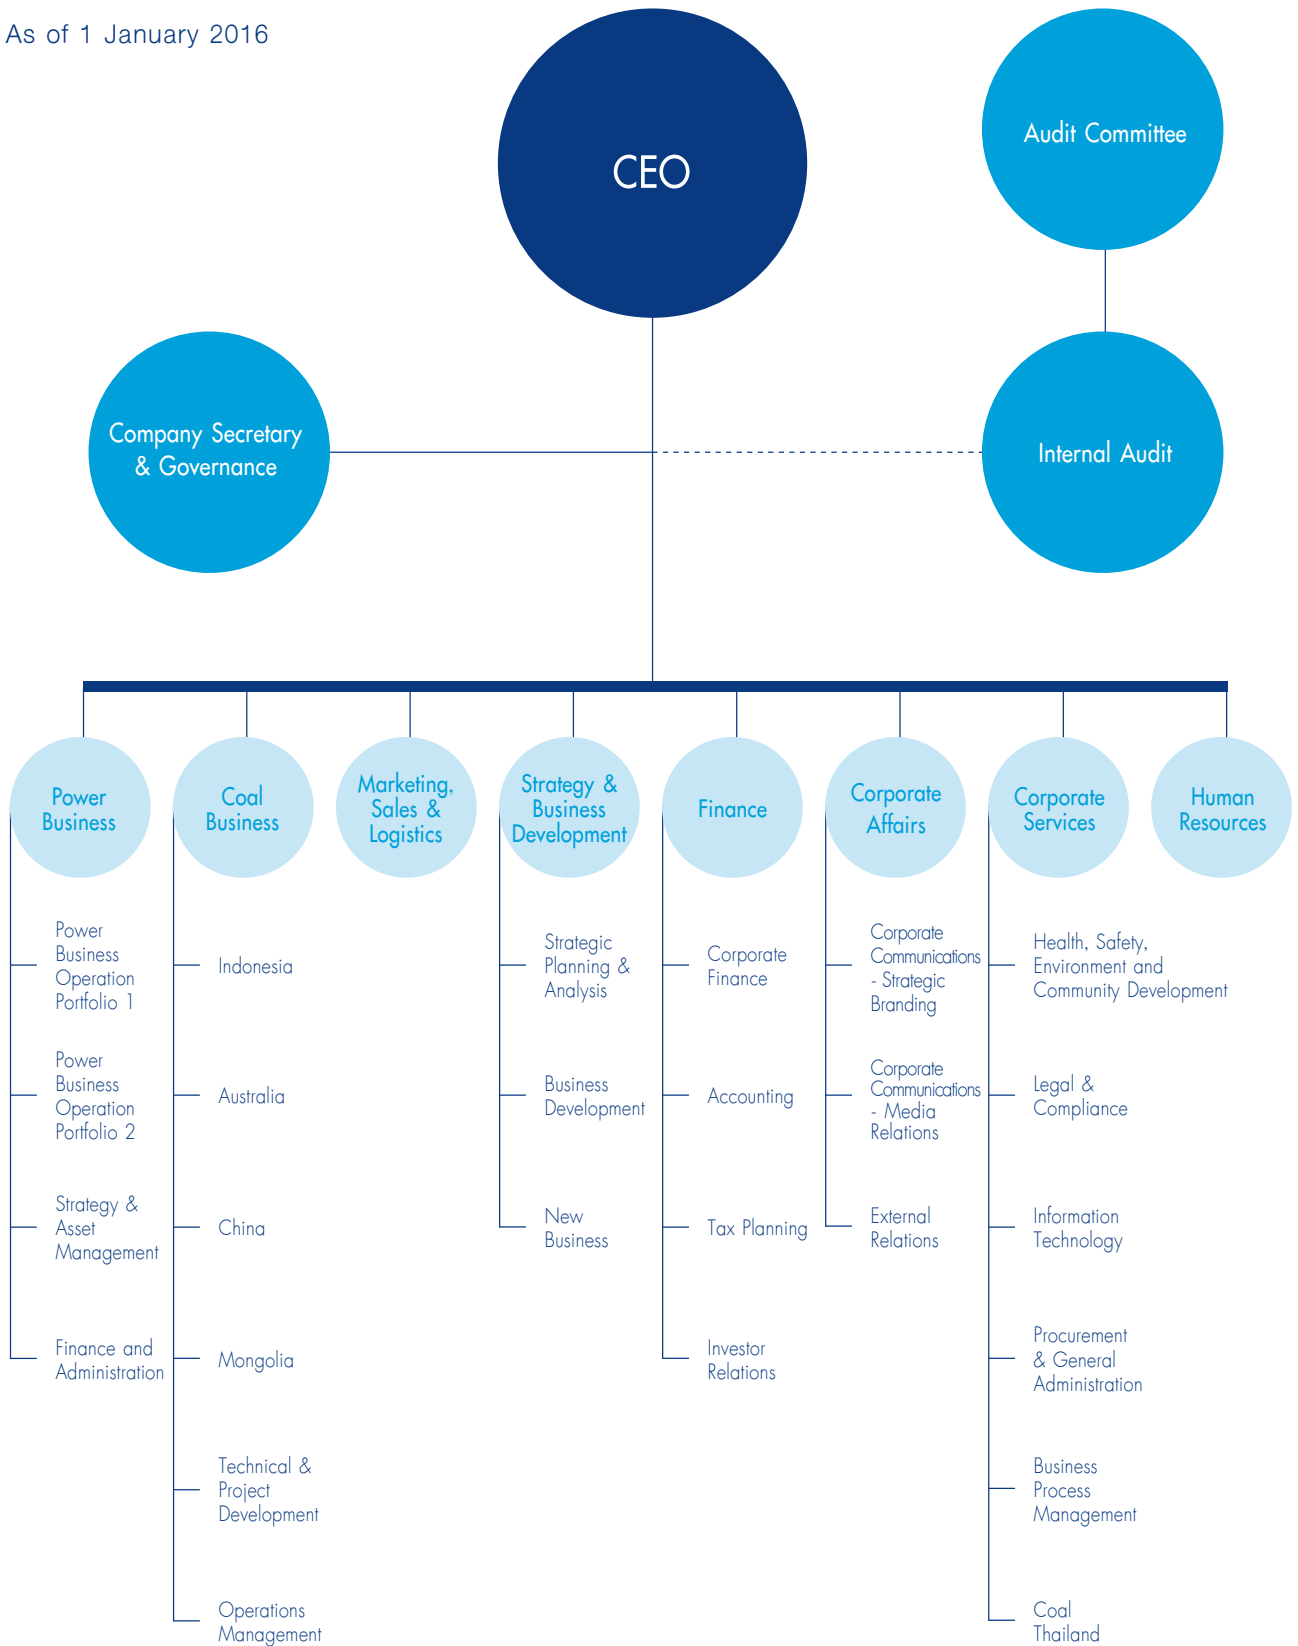 As of 1 January 2016
CEO
Audit Committee
Company Secretary
& Governance
Internal Audit
Power
Business
Coal
Business
Marketing,
Sales &
Logistics
Strategy &
Business
Development
Finance
Corporate
Affairs
Corporate
Services
Human
Resources
Power
Business
Operation
Portfolio 1
Power
Business
Operation
Portfolio 2
Strategy &
Asset
Management
Finance and
Administration
Indonesia
Australia
China
Mongolia
Technical &
Project
Development
Operations
Management
Strategic
Planning &
Analysis
Business
Development
New
Business
Corporate
Finance
Accounting
Tax Planning
Investor
Relations
Corporate
Communications
- Strategic
Branding
Corporate
Communications
- Media
Relations
External
Relations
Health, Safety,
Environment and
Community Development
Legal &
Compliance
Information
Technology
Procurement
& General
Administration
Business
Process
Management
Coal
Thailand